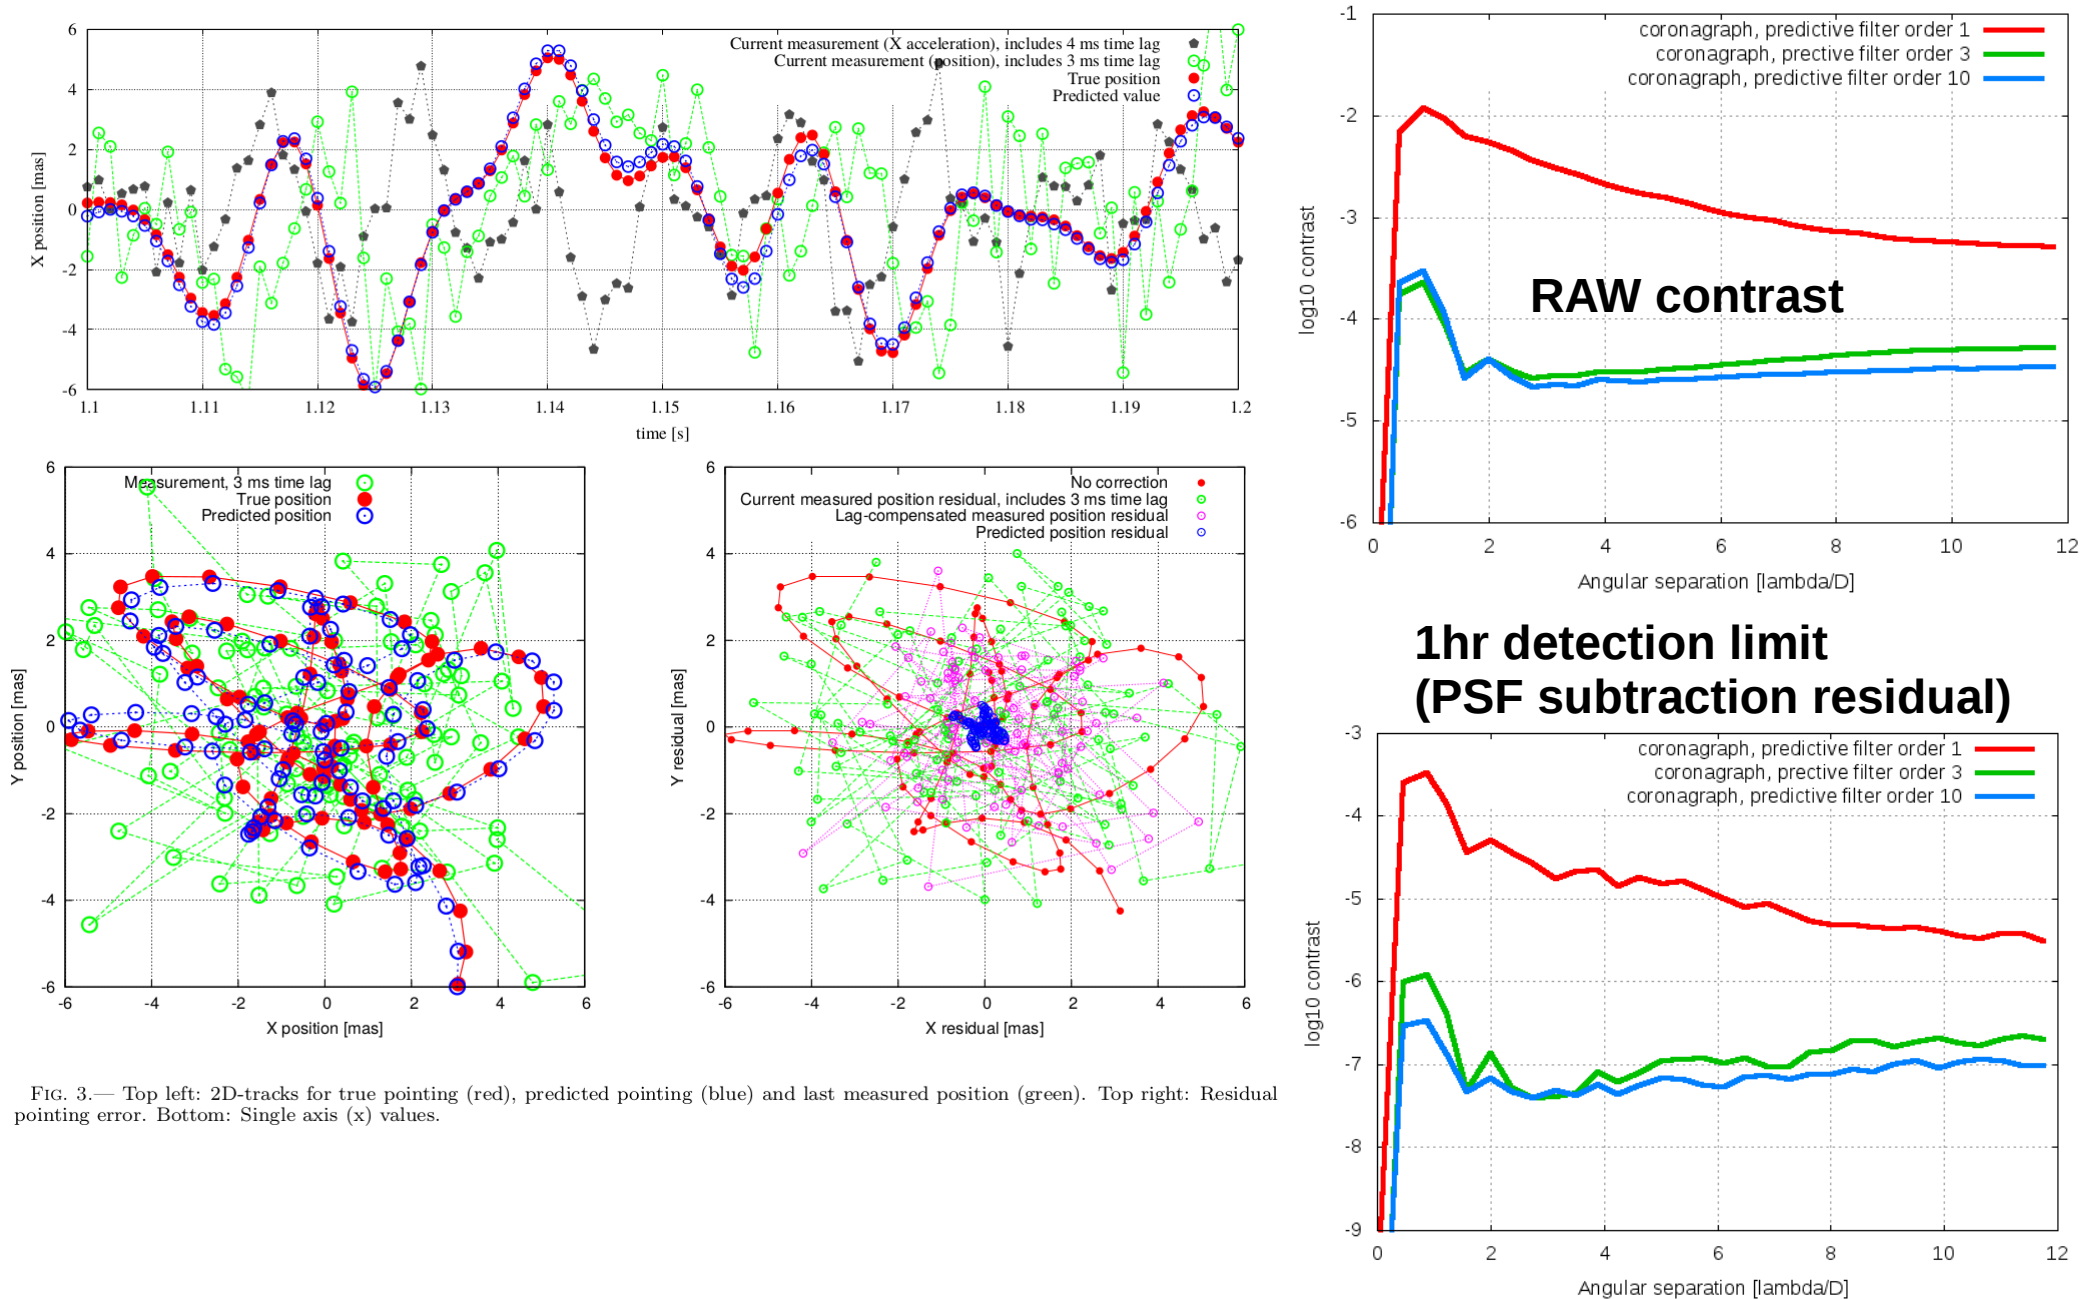 Current measurement (X acceleration), includes 4 ms time lag
Current measurement (position), includes 3 ms time lag
True position
Predicted value
X position [mas]
6
4
2
0
-2
-4
-6
1.1
1.11
1.12
1.13
1.14
1.15
1.16
1.17
1.18
1.19
1.2
time [s]
Measurement, 3 ms time lag
True position
Predicted position
Y position [mas]
6
4
2
0
-2
-4
-6
-6
-4
-2
0
2
4
6
X position [mas]
No correction
Current measured position residual, includes 3 ms time lag
Lag-compensated measured position residual
Predicted position residual
Y residual [mas]
6
4
2
0
-2
-4
-6
-6
-4
-2
0
2
4
6
X residual [mas]
FIG. 3.— Top left: 2D-tracks for true pointing (red), predicted pointing (blue) and last measured position (green). Top right: Residual
pointing error. Bottom: Single axis (x) values.
coronagraph, predictive filter order 1
coronagraph, prective filter order 3
coronagraph, predictive filter order 10
RAW contrast
log10 contrast
-1
-2
-3
-4
-5
-6
0
2
4
6
8
10
12
Angular separation [lambda/D]
1hr detection limit
(PSF subtraction residual)
coronagraph, predictive filter order 1
coronagraph, prective filter order 3
coronagraph, predictive filter order 10
log10 contrast
-3
-4
-5
-6
-7
-8
-9
0
2
4
6
8
10
12
Angular separation [lambda/D]